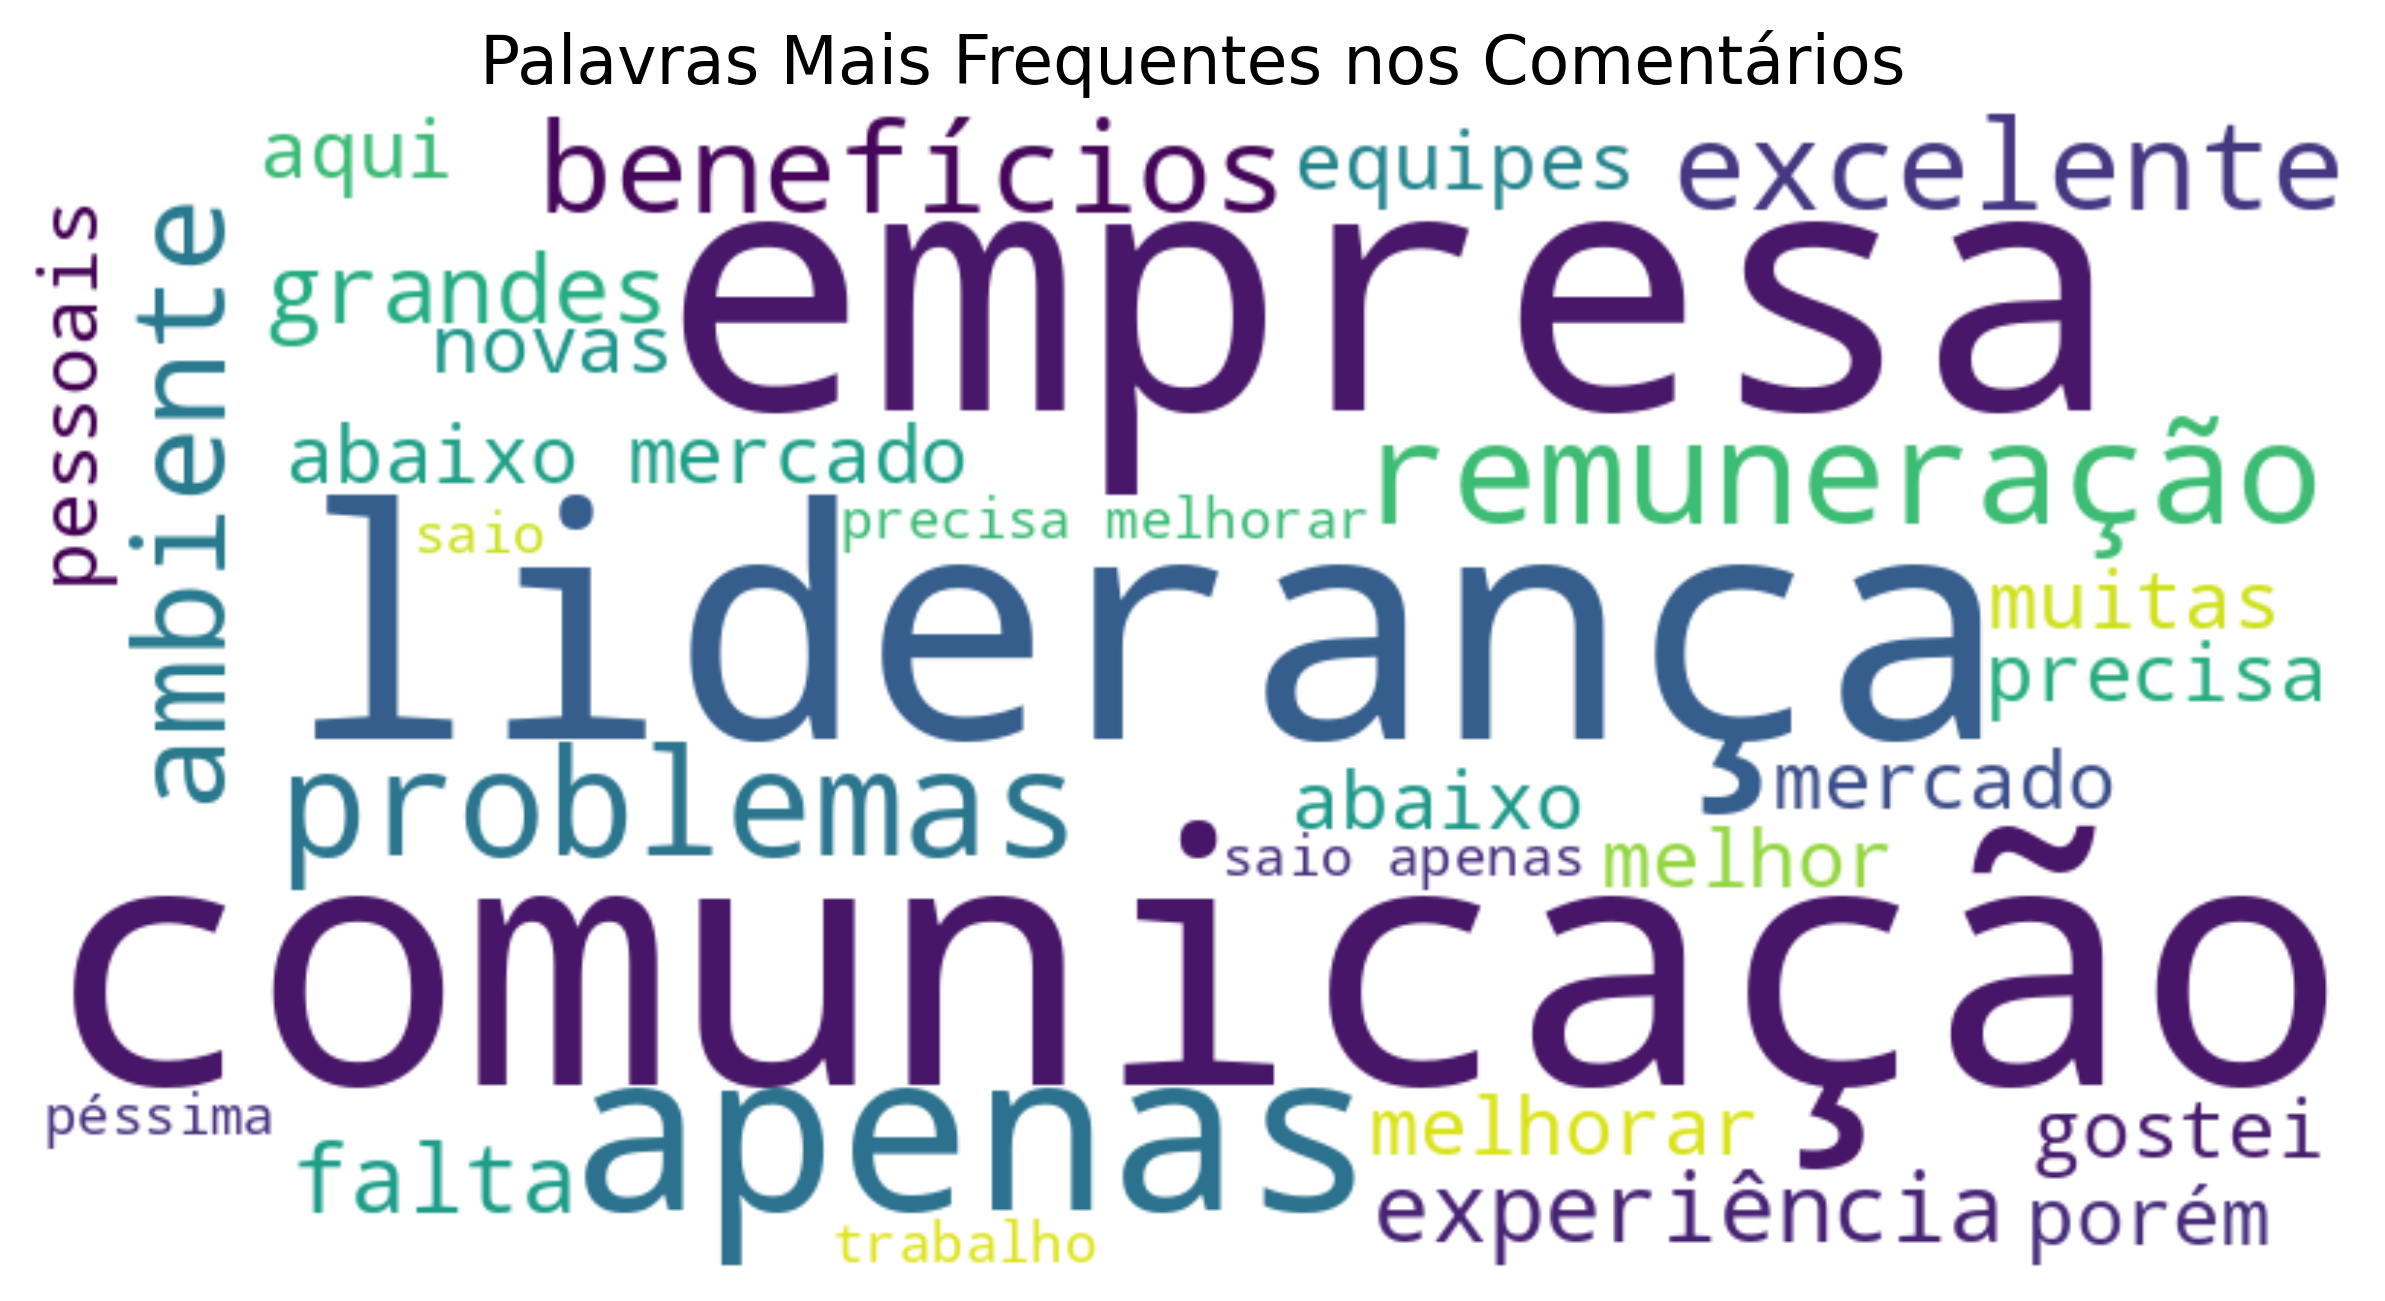 Palavras Mais Frequentes nos Comentários
aqui
benefícios
equipes
excelente
pessoais
ambiente
grandes
novas
empresa
abaixo mercado
remuneração
saio
precisa melhorar
liderança
muitas
precisa
problemas
abaixo
mercado
saio apenas
melhor
comunicação
péssima
falta
apenas
melhorar
gostei
experiência
porém
trabalho